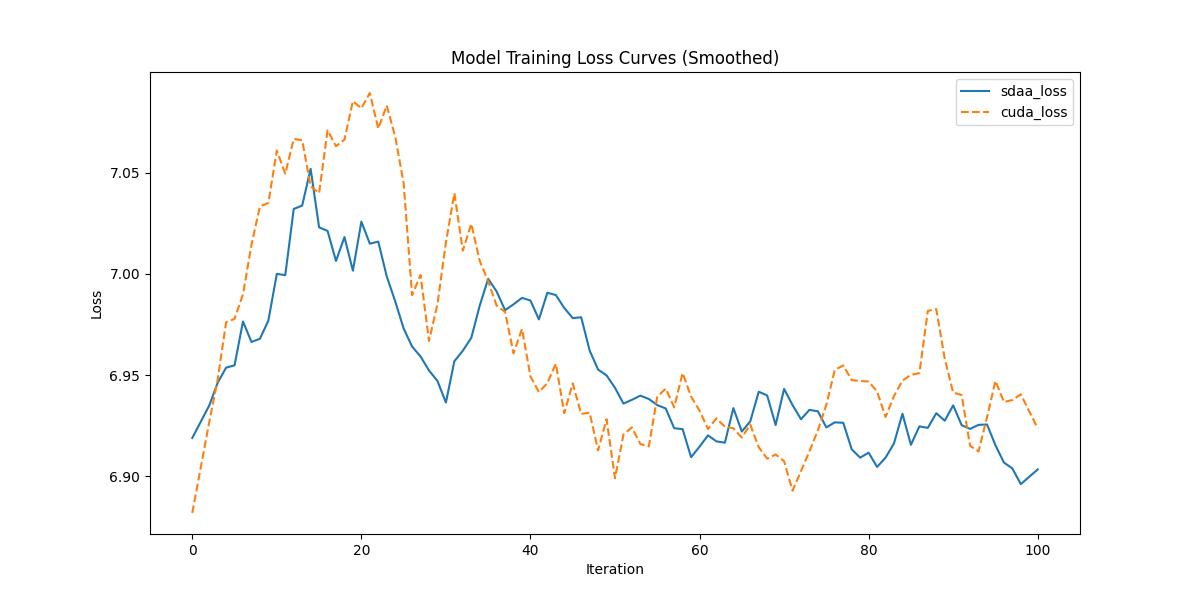 Model Training Loss Curves (Smoothed)
sdaa_loss
cuda_loss
7.05
7.00
6.95
6.90
Loss
0
20
40
60
80
100
Iteration